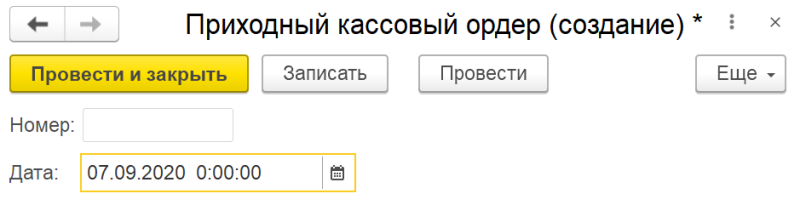 Приходный кассовый ордер (создание) *
Провести и закрыть Записать Провести Еще
Номер:
Дата: 07.09.2020 0:00:00